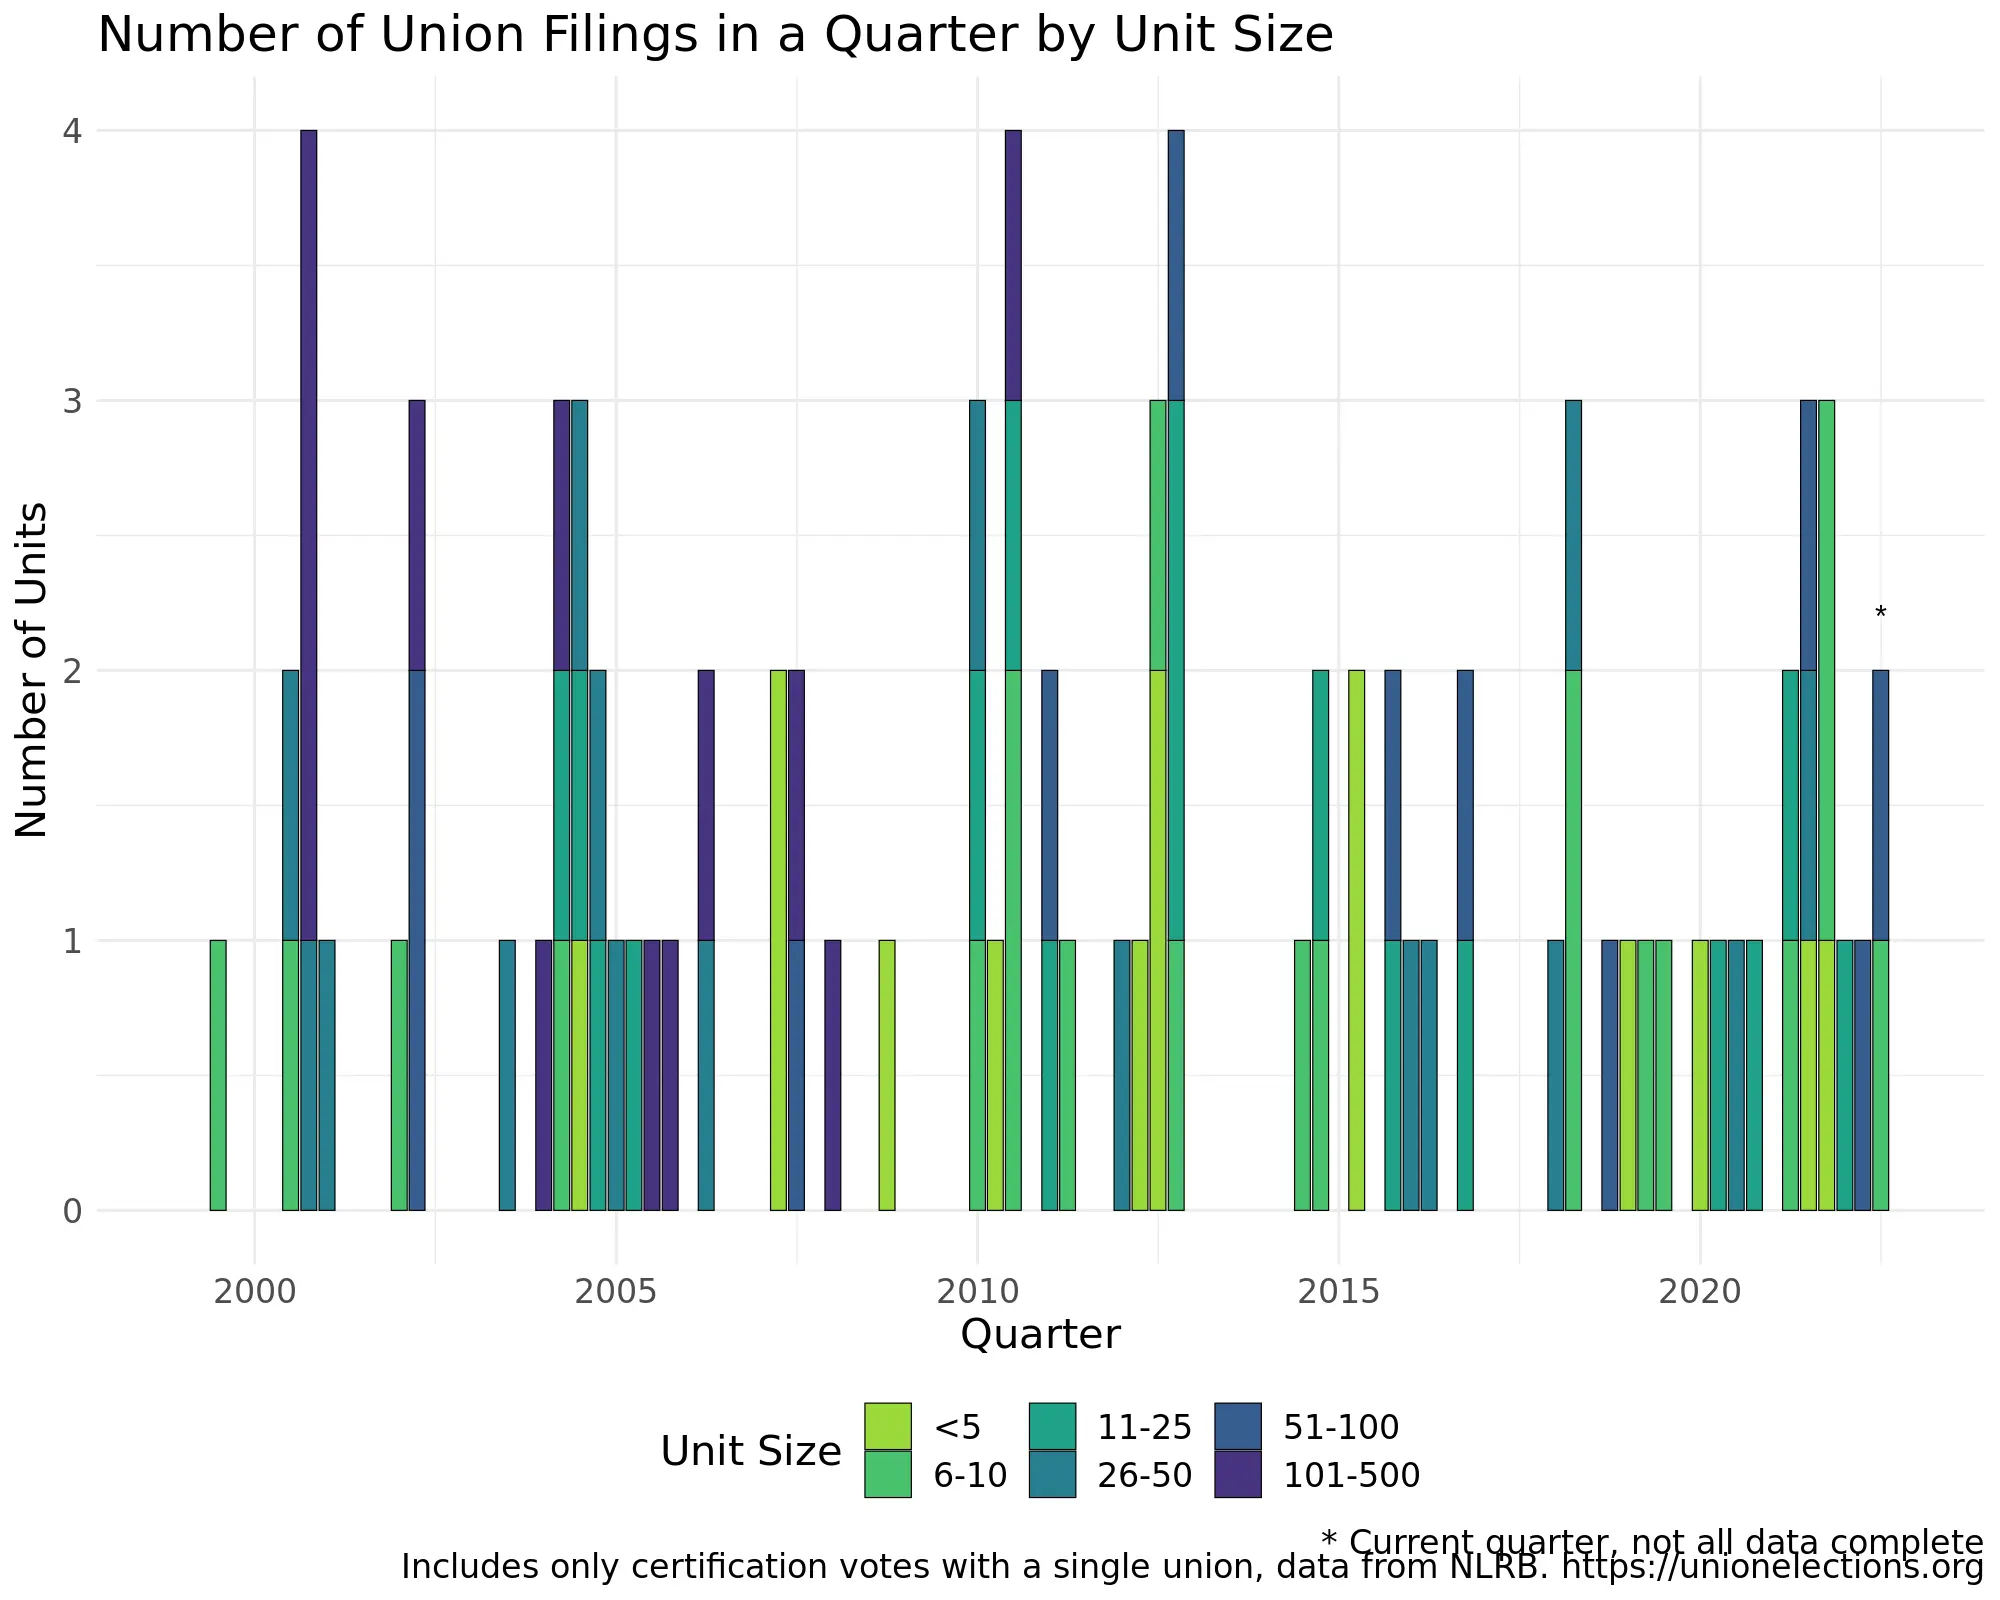 Number of Union Filings in a Quarter by Unit Size
Number of Units
4
3
2
1
0
*
2000 2005 2010 2015 2020
Quarter
Unit Size
<5 11-25 51-100
6-10 26-50 101-500
* Current quarter, not all data complete
Includes only certification votes with a single union, data from NLRB. https://unionelections.org